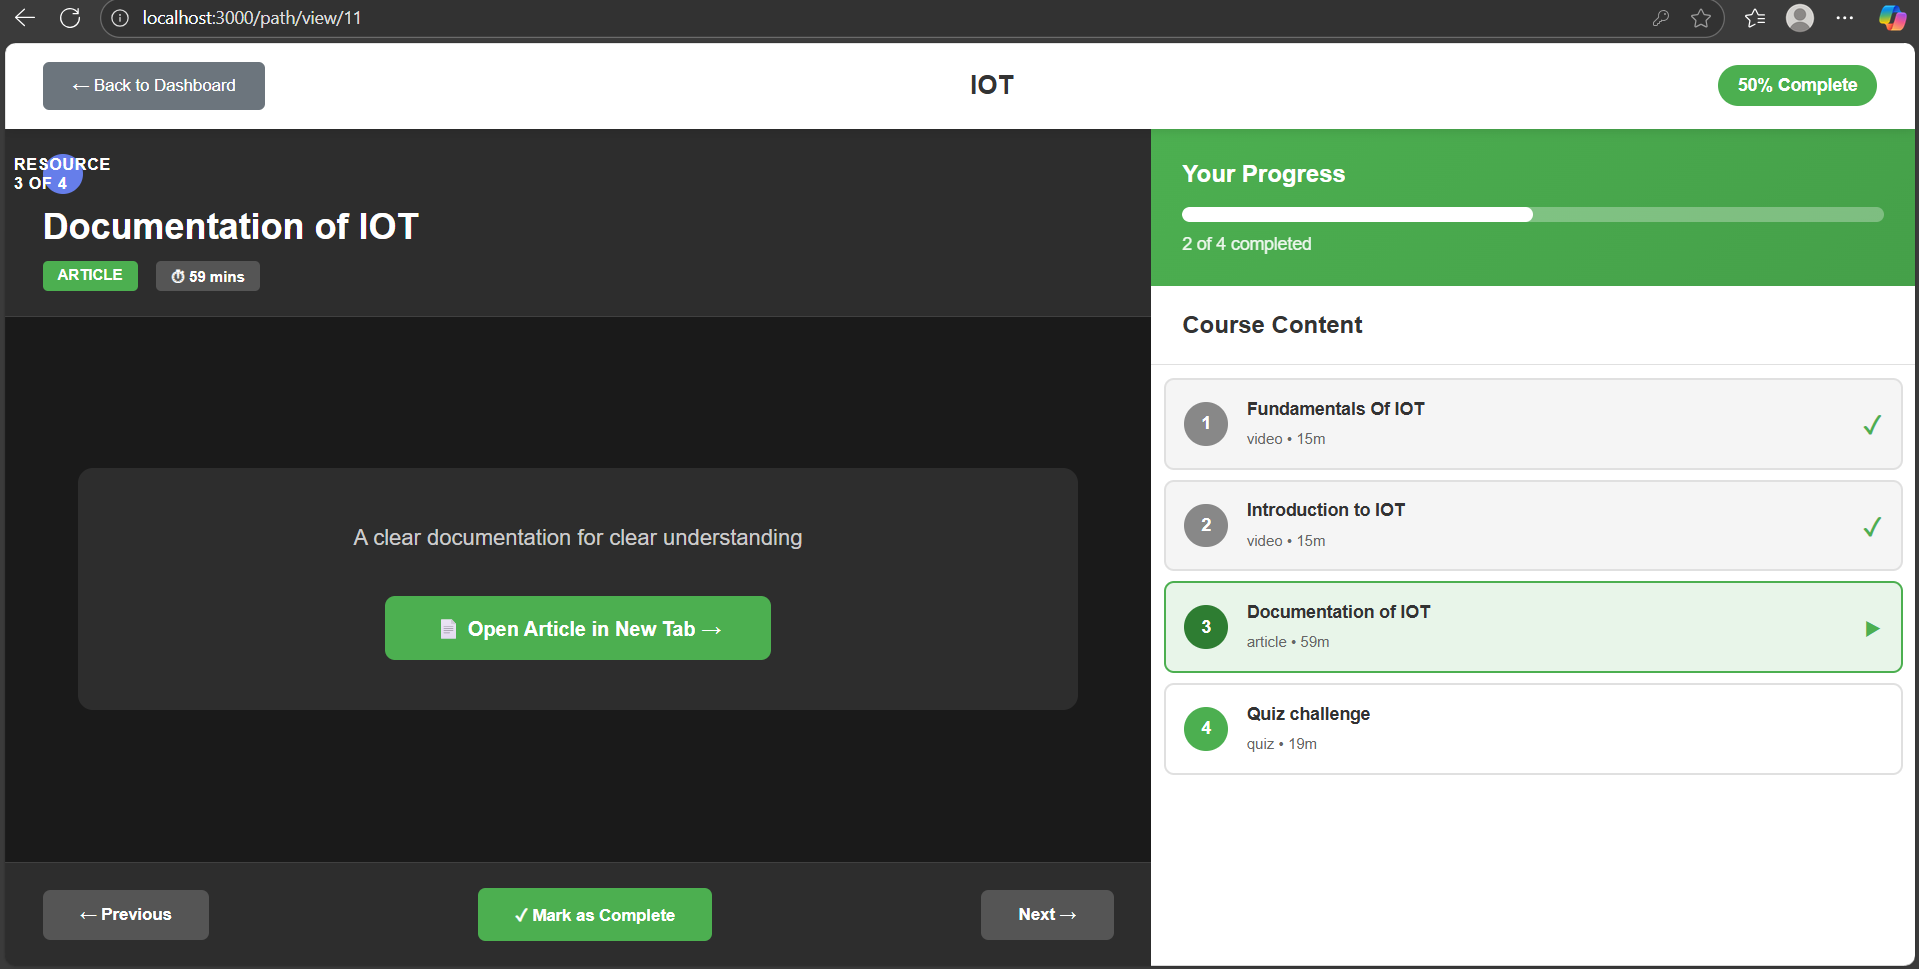 localhost:3000/path/view/11
← Back to Dashboard
IOT
50% Complete
RESOURCE
3 OF 4
Documentation of IOT
ARTICLE
⏱ 59 mins
A clear documentation for clear understanding
📄 Open Article in New Tab →
← Previous
✓ Mark as Complete
Next →
Your Progress
2 of 4 completed
Course Content
1
Fundamentals Of IOT
video • 15m
✓
2
Introduction to IOT
video • 15m
✓
3
Documentation of IOT
article • 59m
▶
4
Quiz challenge
quiz • 19m